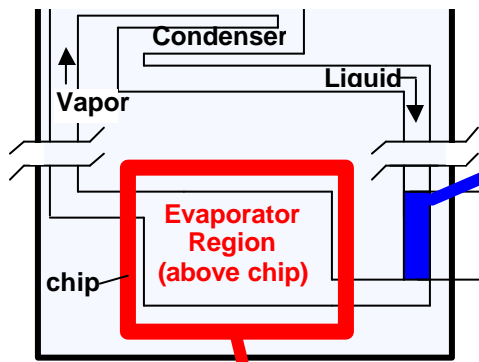 Condenser
Liquid
Vapor
Evaporator
Region
(above chip)
chip